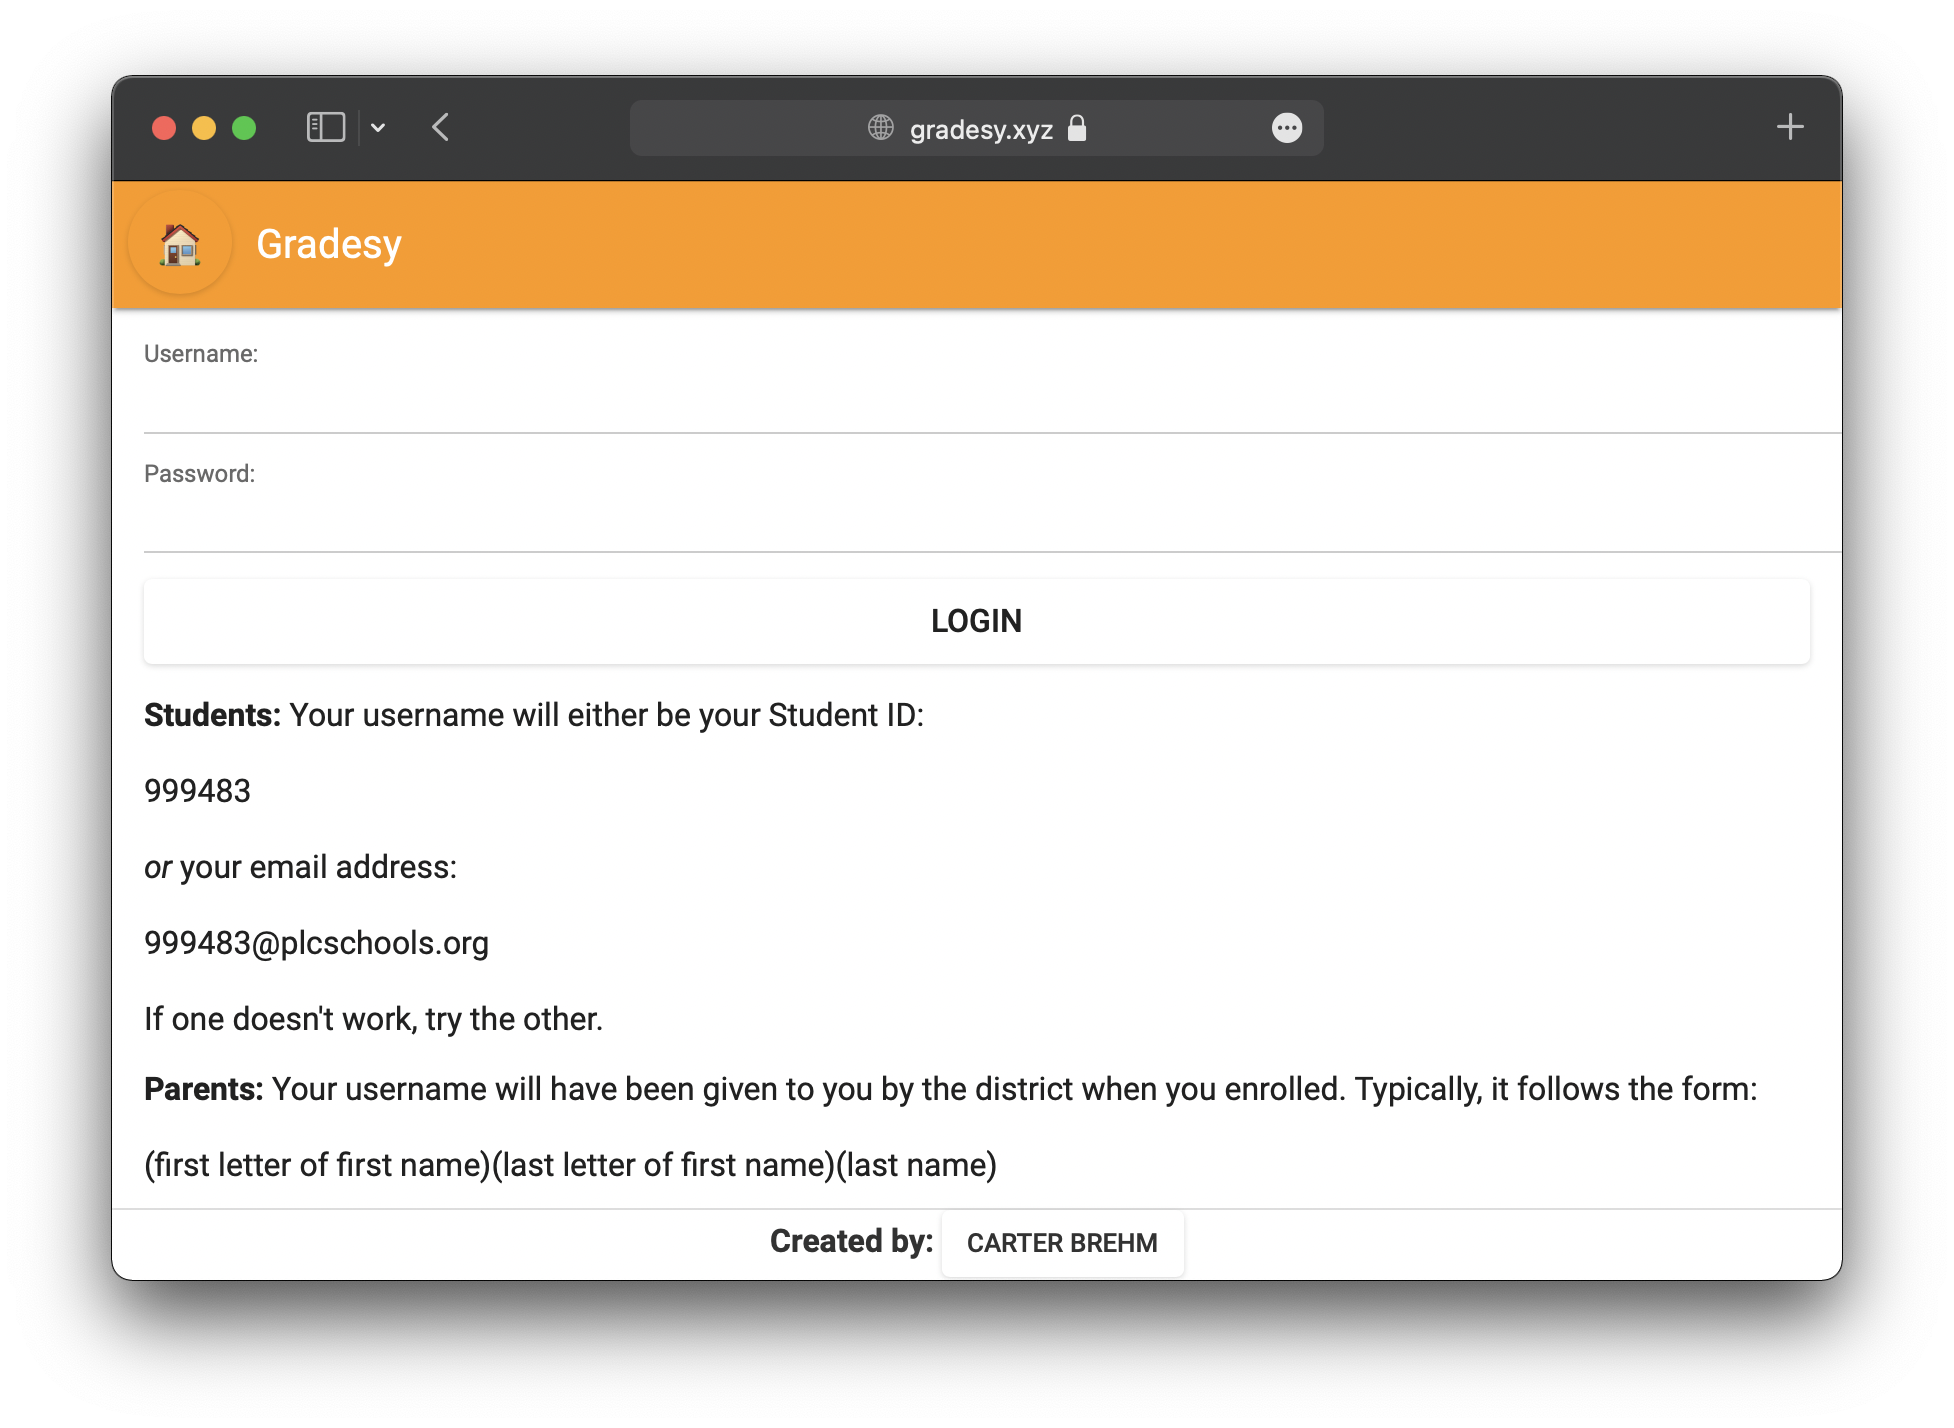 gradesy.xyz
Gradesy
Username:
Password:
LOGIN
Students: Your username will either be your Student ID:
999483
or your email address:
999483@plcschools.org
If one doesn't work, try the other.
Parents: Your username will have been given to you by the district when you enrolled. Typically, it follows the form:
(first letter of first name)(last letter of first name)(last name)
Created by: CARTER BREHM